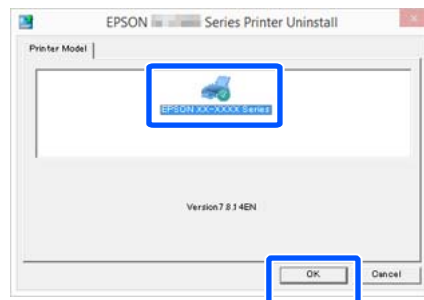 EPSON Series Printer Uninstall
Printer Model
EPSON XX-XXXX Series
Version7.8.14EN
OK Cancel